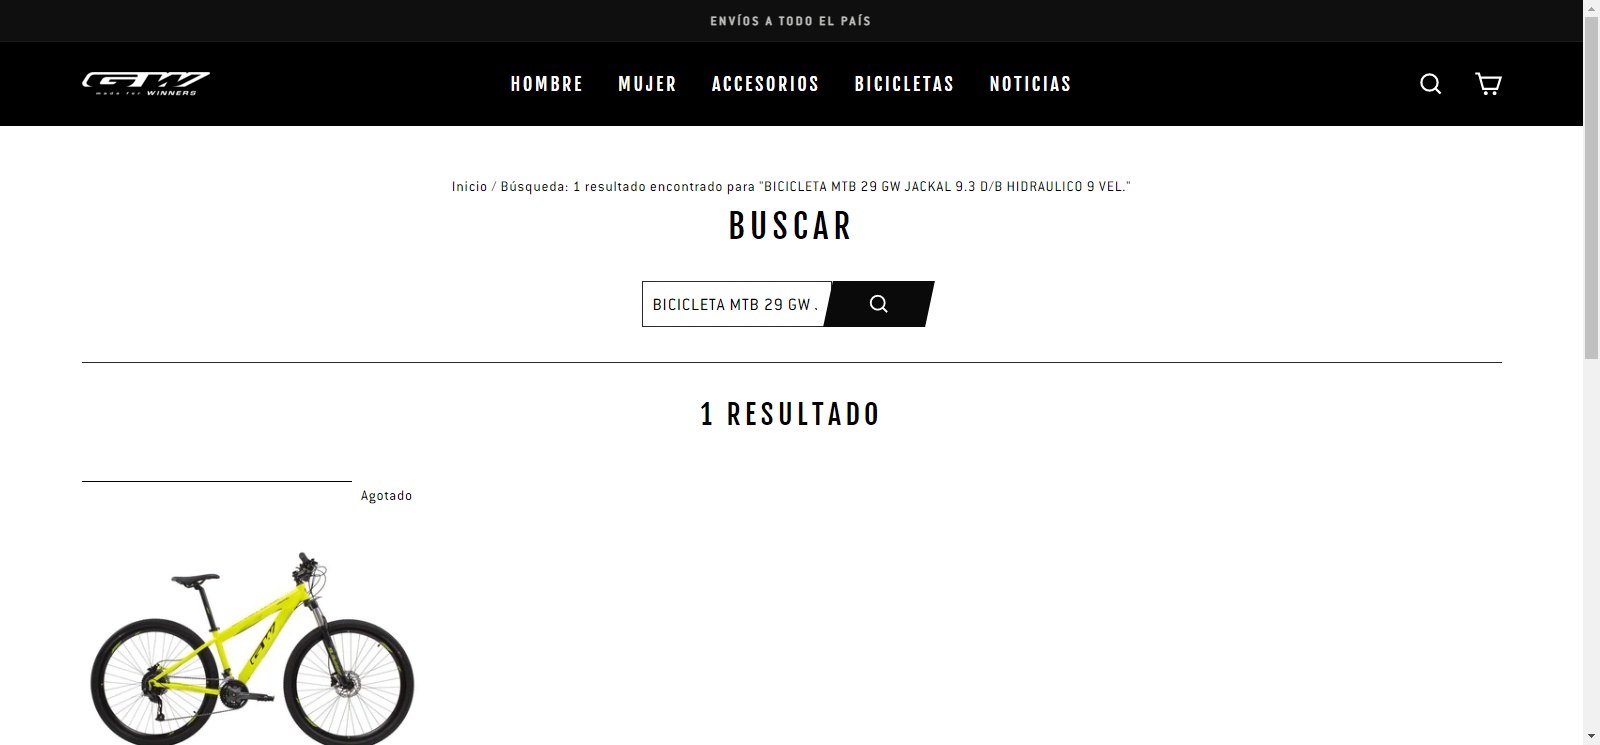 ENVÍOS A TODO EL PAÍS
GW
made for WINNERS
HOMBRE MUJER ACCESORIOS BICICLETAS NOTICIAS
Inicio / Búsqueda: 1 resultado encontrado para "BICICLETA MTB 29 GW JACKAL 9.3 D/B HIDRAULICO 9 VEL."
BUSCAR
BICICLETA MTB 29 GW
1 RESULTADO
Agotado
GW